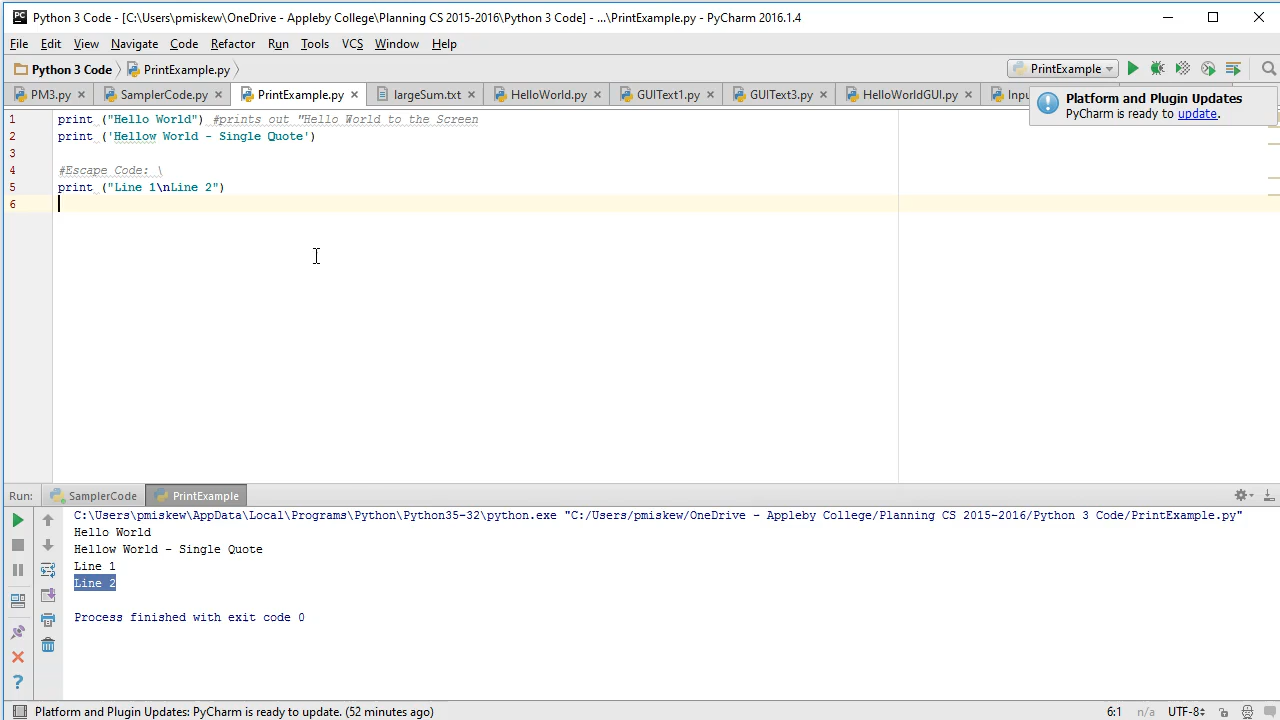 PC Python 3 Code - [C:\Users\pmiskew\OneDrive - Appleby College\Planning CS 2015-2016\Python 3 Code] - ...\PrintExample.py - PyCharm 2016.1.4
File Edit View Navigate Code Refactor Run Tools VCS Window Help
Python 3 Code PrintExample.py PrintExample
PM3.py SamplerCode.py PrintExample.py largeSum.txt HelloWorld.py GUIText1.py GUIText3.py HelloWorldGUI.py Inpu
Platform and Plugin Updates
PyCharm is ready to update.
1 print ("Hello World") #prints out "Hello World to the Screen
2 print ('Hellow World - Single Quote')
3
4 #Escape Code: \
5 print ("Line 1\nLine 2")
6
Run: SamplerCode PrintExample
C:\Users\pmiskew\AppData\Local\Programs\Python\Python35-32\python.exe "C:/Users/pmiskew/OneDrive - Appleby College/Planning CS 2015-2016/Python 3 Code/PrintExample.py"
Hello World
Hellow World - Single Quote
Line 1
Line 2
Process finished with exit code 0
?
Platform and Plugin Updates: PyCharm is ready to update. (52 minutes ago) 6:1 n/a UTF-8